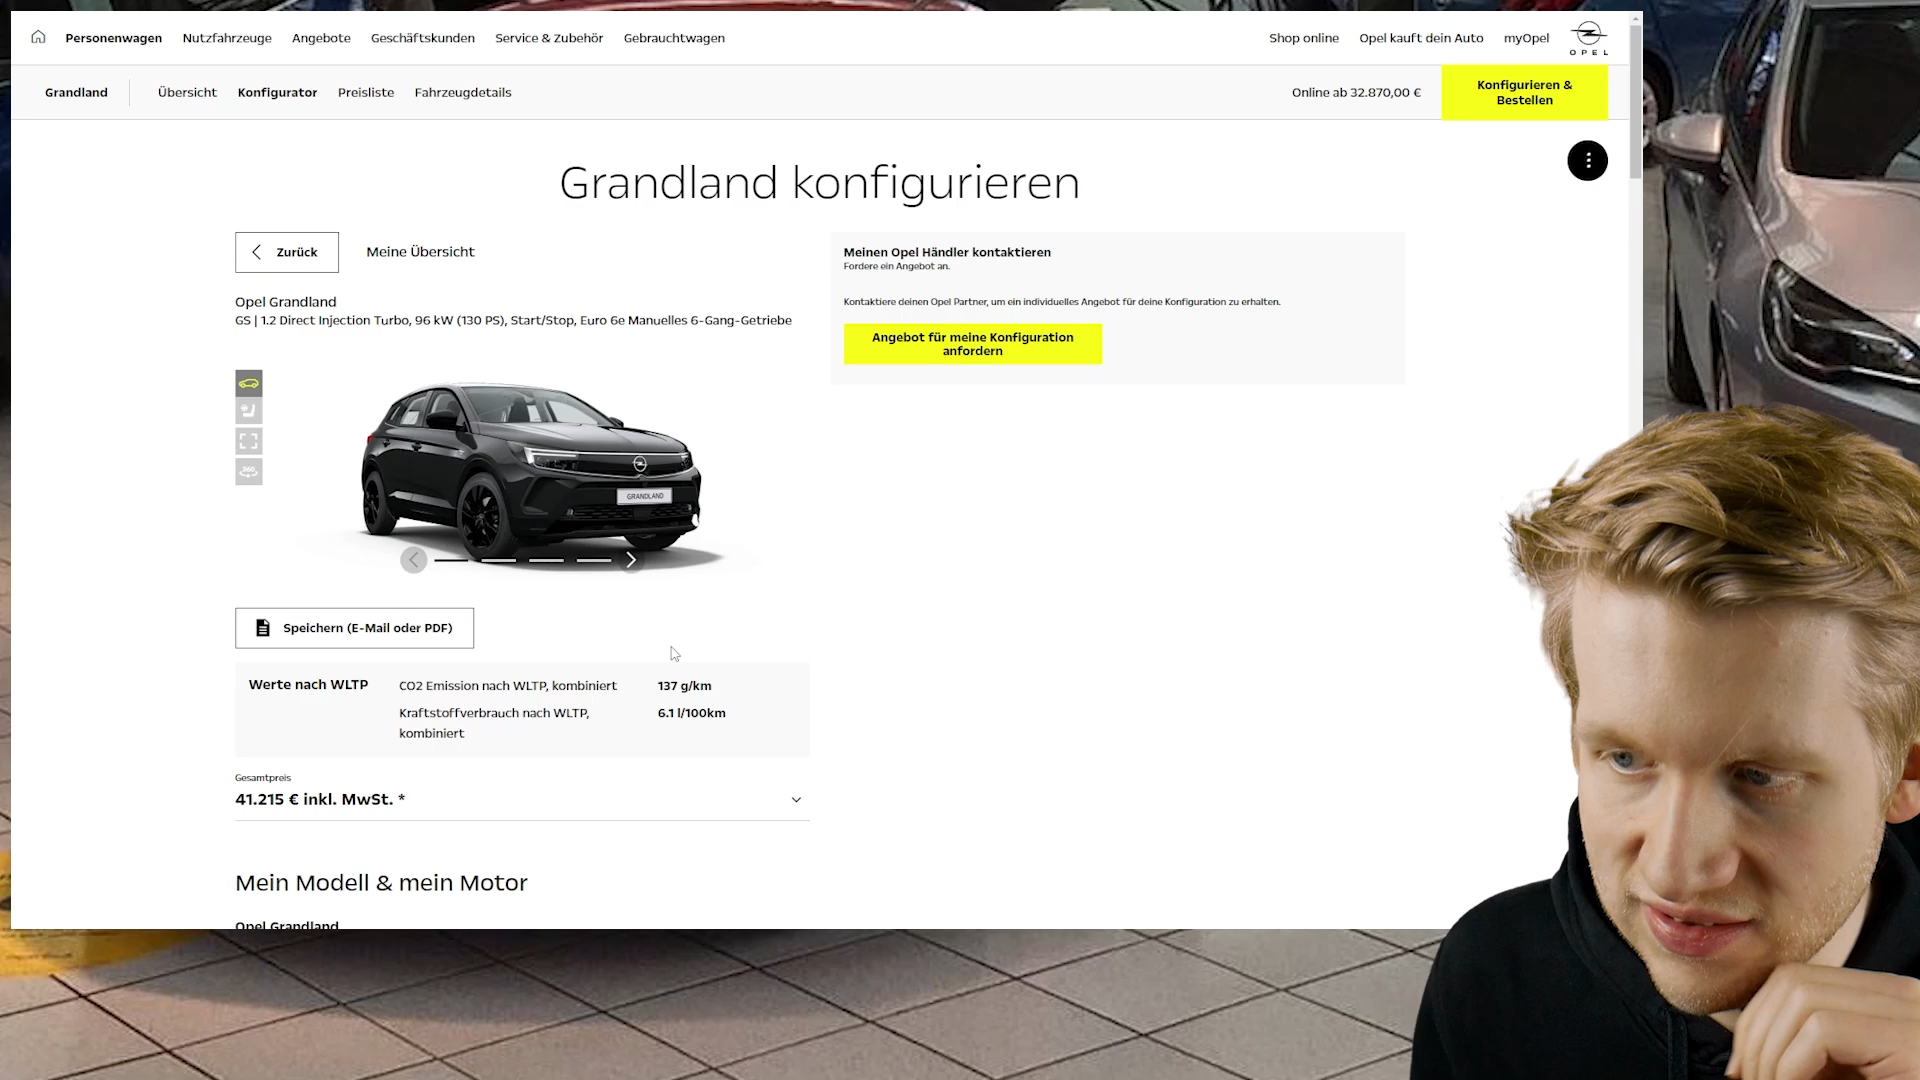 Personenwagen Nutzfahrzeuge Angebote Geschäftskunden Service & Zubehör Gebrauchtwagen Shop online Opel kauft dein Auto myOpel
OPEL
Grandland Übersicht Konfigurator Preisliste Fahrzeugdetails Online ab 32.870,00 €
Konfigurieren &
Bestellen
Grandland konfigurieren
Zurück
Meine Übersicht
Opel Grandland
GS | 1.2 Direct Injection Turbo, 96 kW (130 PS), Start/Stop, Euro 6e Manuelles 6-Gang-Getriebe
360
GRANDLAND
Speichern (E-Mail oder PDF)
Werte nach WLTP
CO2 Emission nach WLTP, kombiniert 137 g/km
Kraftstoffverbrauch nach WLTP, 6.1 l/100km
kombiniert
Gesamtpreis
41.215 € inkl. MwSt. *
Mein Modell & mein Motor
Opel Grandland
Meinen Opel Händler kontaktieren
Fordere ein Angebot an.
Kontaktiere deinen Opel Partner, um ein individuelles Angebot für deine Konfiguration zu erhalten.
Angebot für meine Konfiguration
anfordern